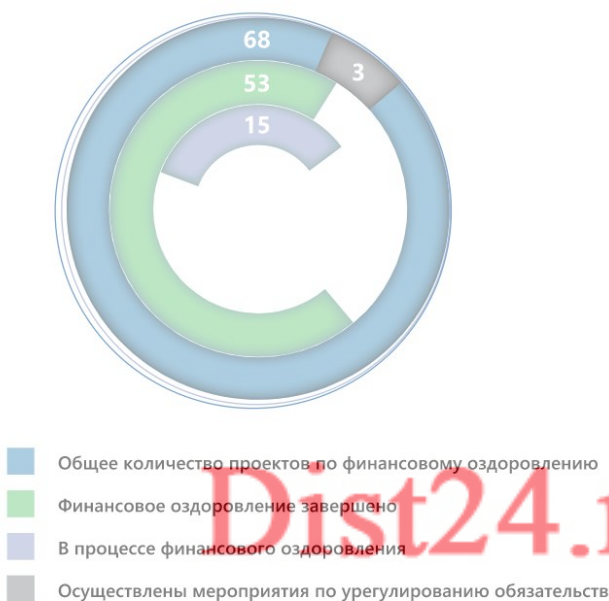 68
3
53
15
Общее количество проектов по финансовому оздоровлению
Финансовое оздоровление завершено
В процессе финансового оздоровления
Осуществлены мероприятия по урегулированию обязательств
Dist24.